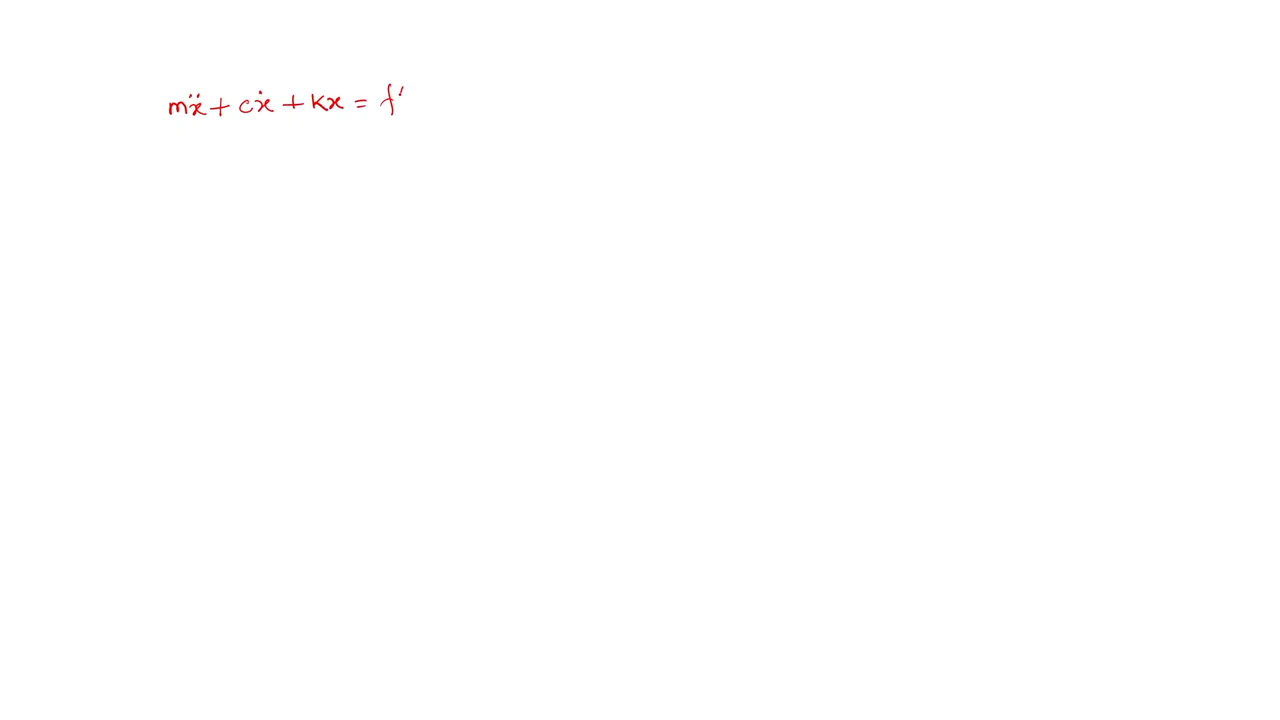 mẍ + cẋ + kx = f'